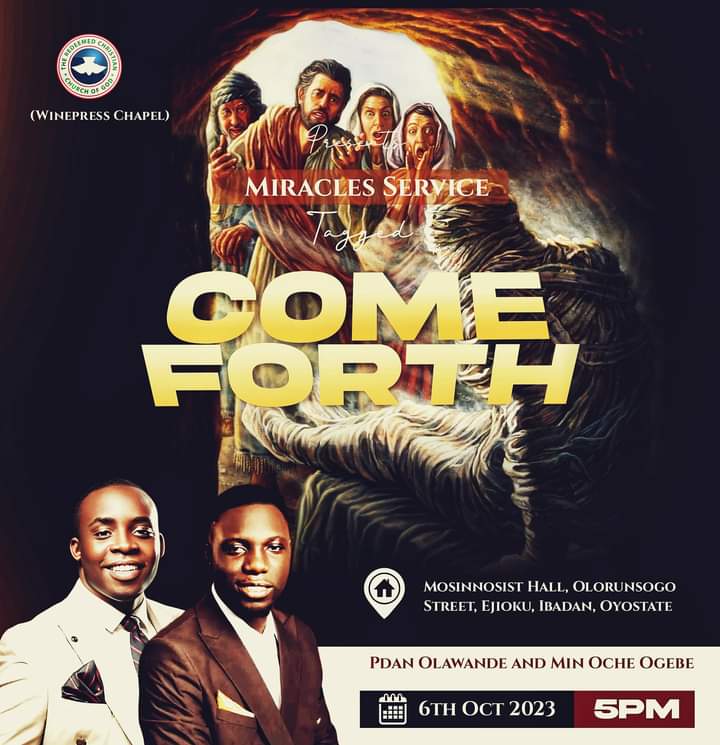 THE REDEEMED CHRISTIAN
CHURCH OF GOD
(WINEPRESS CHAPEL)
Presents
MIRACLES SERVICE
Tagged
COME
FORTH
MOSINNOSIST HALL, OLORUNSOGO
STREET, EJIOKU, IBADAN, OYOSTATE
PDAN OLAWANDE AND MIN OCHE OGEBE
6TH OCT 2023
5PM